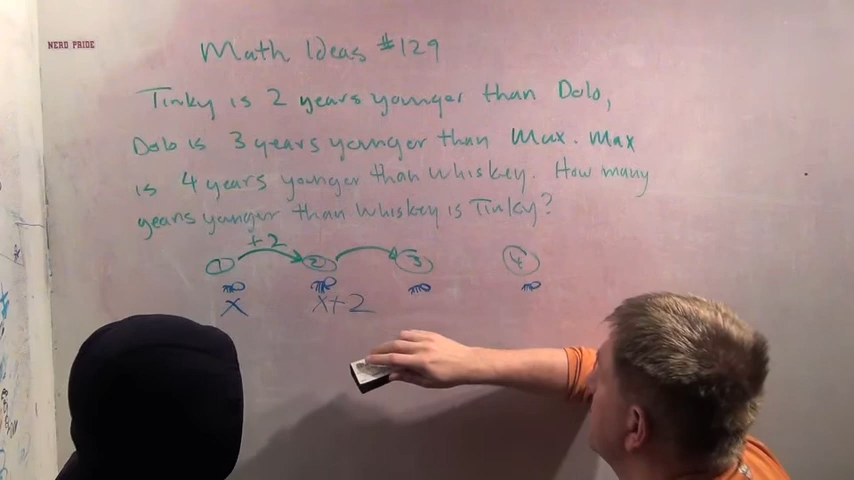 NERD PRIDE
Math Ideas #129
Tinky is 2 years younger than Dolo,
Dolo is 3 years younger than Max. Max
is 4 years younger than Whiskey. How many
years younger than Whiskey is Tinky?
+2
1 2 3 4
x x+2